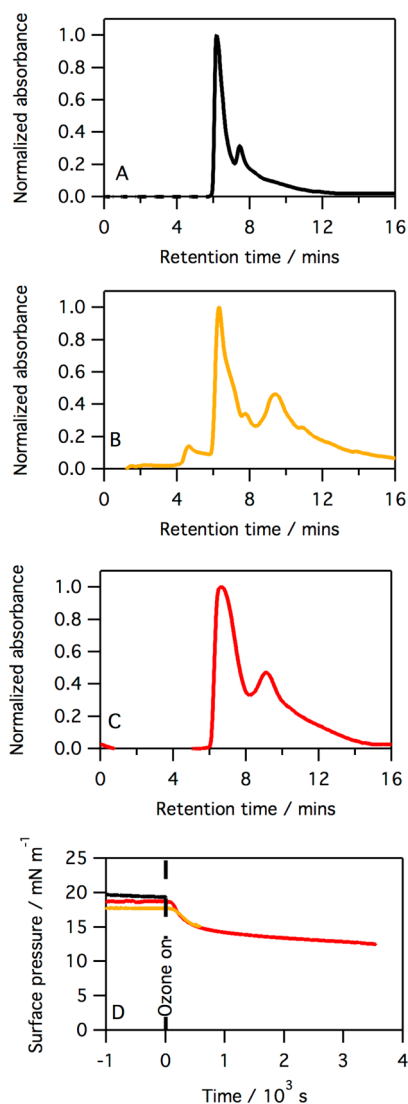 Normalized absorbance
1.0
0.8
0.6
0.4
0.2
0.0
A
0 4 8 12 16
Retention time / mins
Normalized absorbance
1.0
0.8
0.6
0.4
0.2
0.0
B
0 4 8 12 16
Retention time / mins
Normalized absorbance
1.0
0.8
0.6
0.4
0.2
0.0
C
0 4 8 12 16
Retention time / mins
Surface pressure / mN m⁻¹
25
20
15
10
5
0
D
Ozone on
-1 0 1 2 3 4
Time / 10³ s